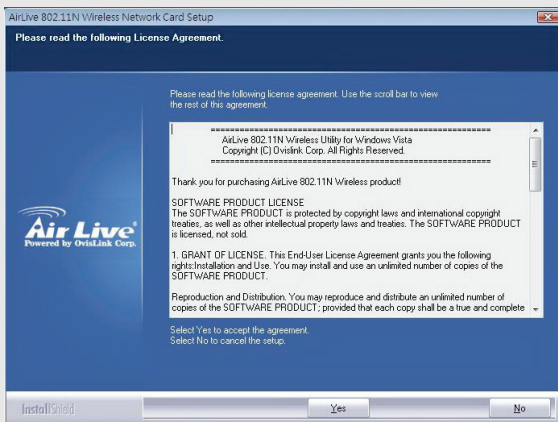 AirLive 802.11N Wireless Network Card Setup
Please read the following License Agreement.
Please read the following license agreement. Use the scroll bar to view
the rest of this agreement.
===========================================================
AirLive 802.11N Wireless Utility for Windows Vista
Copyright (C) Ovislink Corp. All Rights Reserved.
===========================================================
Thank you for purchasing AirLive 802.11N Wireless product!
SOFTWARE PRODUCT LICENSE
The SOFTWARE PRODUCT is protected by copyright laws and international copyright
treaties, as well as other intellectual property laws and treaties. The SOFTWARE PRODUCT
is licensed, not sold.
1. GRANT OF LICENSE. This End-User License Agreement grants you the following
rights:Installation and Use. You may install and use an unlimited number of copies of the
SOFTWARE PRODUCT.
Reproduction and Distribution. You may reproduce and distribute an unlimited number of
copies of the SOFTWARE PRODUCT; provided that each copy shall be a true and complete
Air Live®
Powered by OvisLink Corp.
Select Yes to accept the agreement.
Select No to cancel the setup.
InstallShield
Yes
No